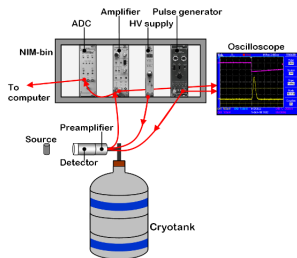 Amplifier Pulse generator
ADC HV supply
Oscilloscope
NIM-bin
To
computer
Preamplifier
Source
Detector
Cryotank